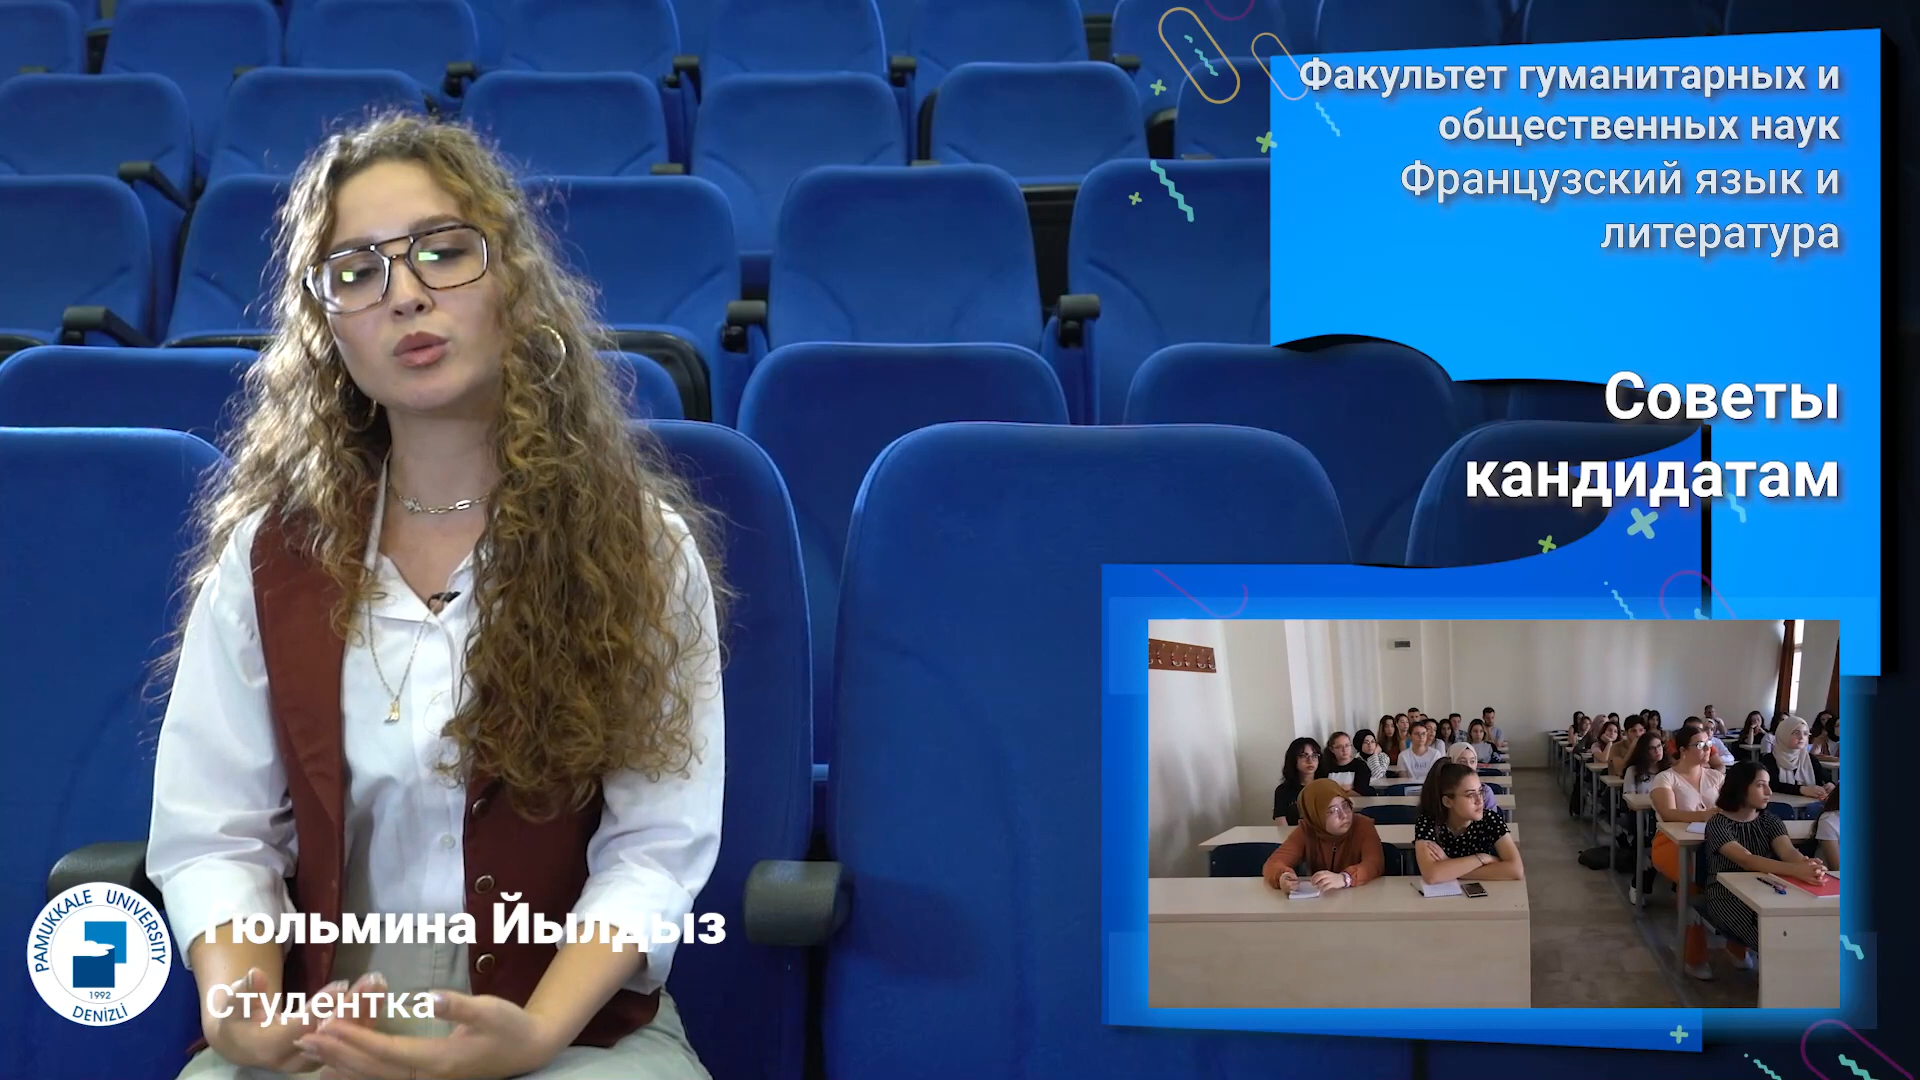 Факультет гуманитарных и
общественных наук
Французский язык и
литература
Советы
кандидатам
Гюльмина Йылдыз
Студентка
PAMUKKALE UNIVERSITY
1992
DENİZLİ